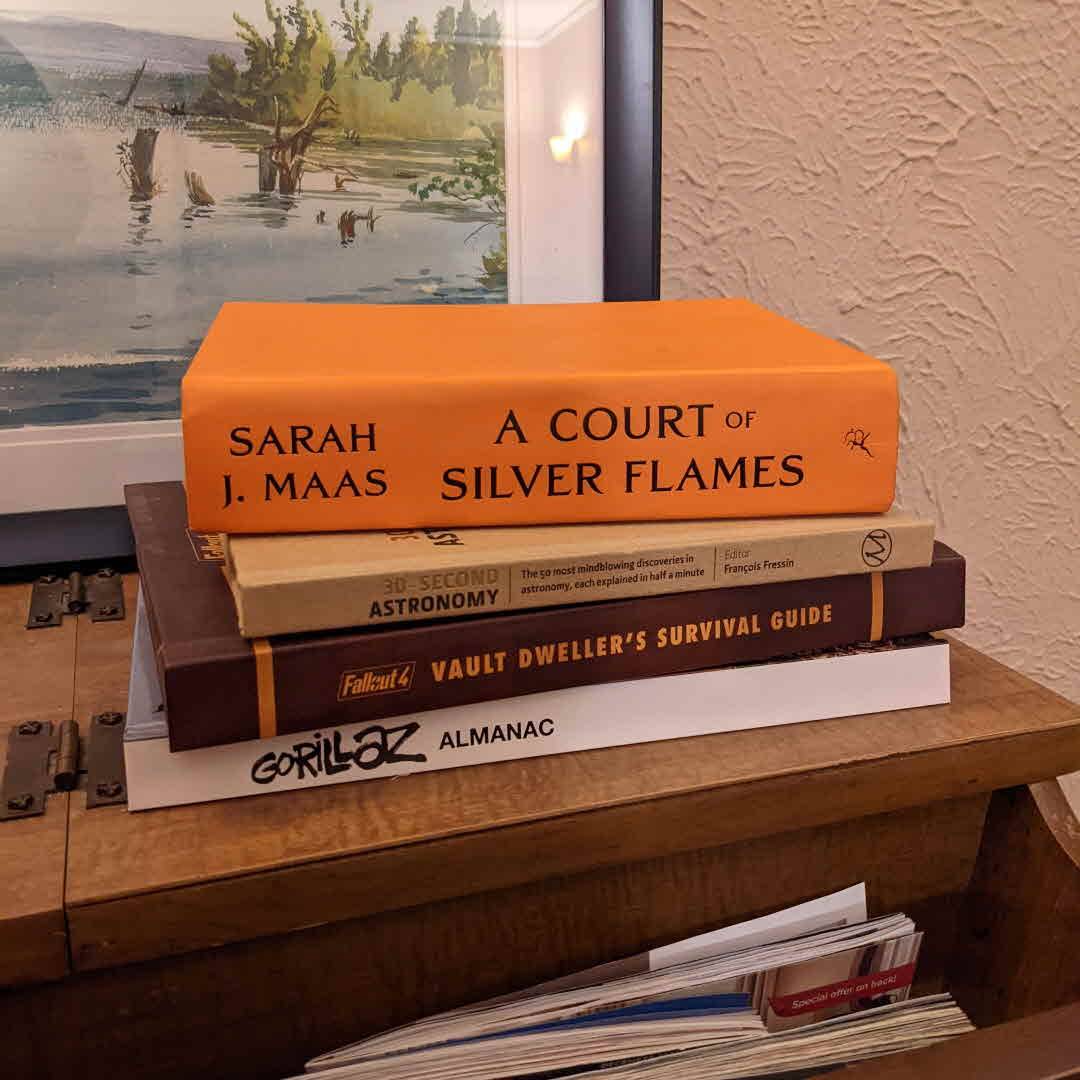 SARAH
J. MAAS
A COURT OF
SILVER FLAMES
30-SECOND
ASTRONOMY
The 50 most mindblowing discoveries in
astronomy, each explained in half a minute
Editor
François Fressin
Fallout 4
VAULT DWELLER'S SURVIVAL GUIDE
GORILLAZ ALMANAC
Special offer on back!